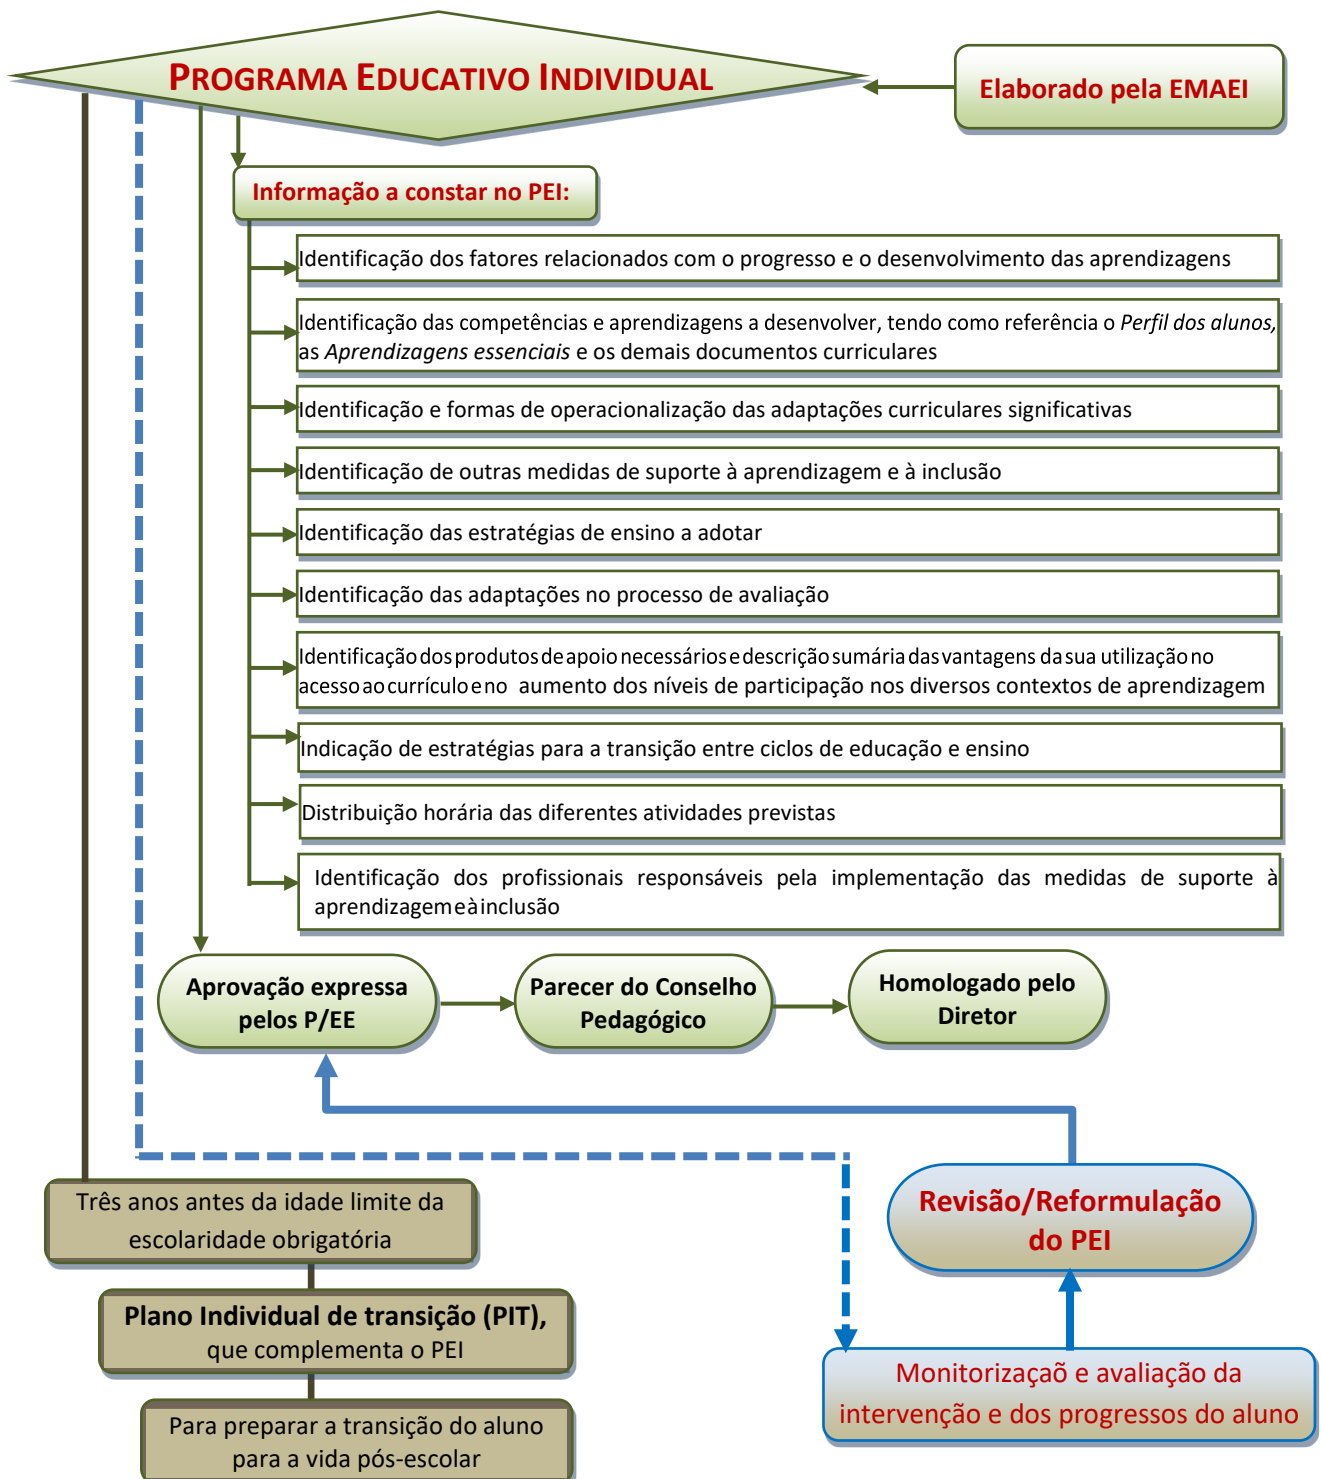 PROGRAMA EDUCATIVO INDIVIDUAL
Elaborado pela EMAEI
Informação a constar no PEI:
Identificação dos fatores relacionados com o progresso e o desenvolvimento das aprendizagens
Identificação das competências e aprendizagens a desenvolver, tendo como referência o Perfil dos alunos,
as Aprendizagens essenciais e os demais documentos curriculares
Identificação e formas de operacionalização das adaptações curriculares significativas
Identificação de outras medidas de suporte à aprendizagem e à inclusão
Identificação das estratégias de ensino a adotar
Identificação das adaptações no processo de avaliação
Identificação dos produtos de apoio necessários e descrição sumária das vantagens da sua utilização no
acesso ao currículo e no aumento dos níveis de participação nos diversos contextos de aprendizagem
Indicação de estratégias para a transição entre ciclos de educação e ensino
Distribuição horária das diferentes atividades previstas
Identificação dos profissionais responsáveis pela implementação das medidas de suporte à
aprendizagem e à inclusão
Aprovação expressa
pelos P/EE
Parecer do Conselho
Pedagógico
Homologado pelo
Diretor
Três anos antes da idade limite da
escolaridade obrigatória
Plano Individual de transição (PIT),
que complementa o PEI
Para preparar a transição do aluno
para a vida pós-escolar
Revisão/Reformulação
do PEI
Monitorizaçaõ e avaliação da
intervenção e dos progressos do aluno